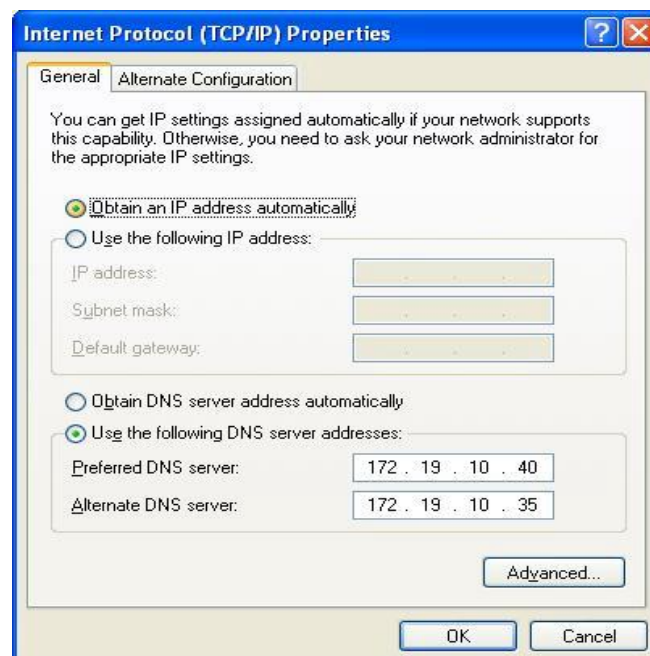 Internet Protocol (TCP/IP) Properties
General
Alternate Configuration
You can get IP settings assigned automatically if your network supports
this capability. Otherwise, you need to ask your network administrator for
the appropriate IP settings.
Obtain an IP address automatically
Use the following IP address:
IP address:
Subnet mask:
Default gateway:
Obtain DNS server address automatically
Use the following DNS server addresses:
Preferred DNS server: 172 . 19 . 10 . 40
Alternate DNS server: 172 . 19 . 10 . 35
Advanced...
OK
Cancel